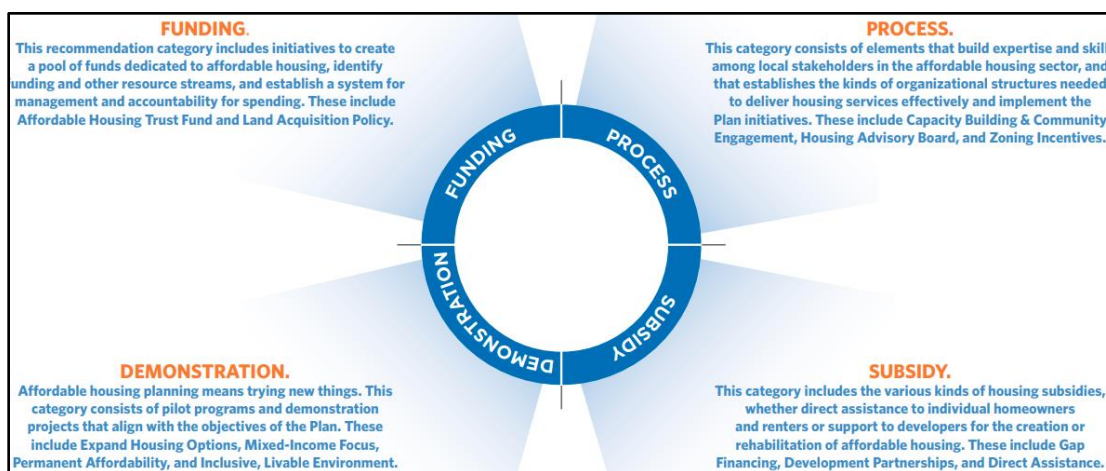 FUNDING.
This recommendation category includes initiatives to create
a pool of funds dedicated to affordable housing, identify
unding and other resource streams, and establish a system for
management and accountability for spending. These include
Affordable Housing Trust Fund and Land Acquisition Policy.
PROCESS.
This category consists of elements that build expertise and skill
among local stakeholders in the affordable housing sector, and
that establishes the kinds of organizational structures needed
to deliver housing services effectively and implement the
Plan initiatives. These include Capacity Building & Community
Engagement, Housing Advisory Board, and Zoning Incentives.
FUNDING
PROCESS
DEMONSTRATION
SUBSIDY
DEMONSTRATION.
Affordable housing planning means trying new things. This
category consists of pilot programs and demonstration
projects that align with the objectives of the Plan. These
include Expand Housing Options, Mixed-Income Focus,
Permanent Affordability, and Inclusive, Livable Environment.
SUBSIDY.
This category includes the various kinds of housing subsidies,
whether direct assistance to individual homeowners
and renters or support to developers for the creation or
rehabilitation of affordable housing. These include Gap
Financing, Development Partnerships, and Direct Assistance.